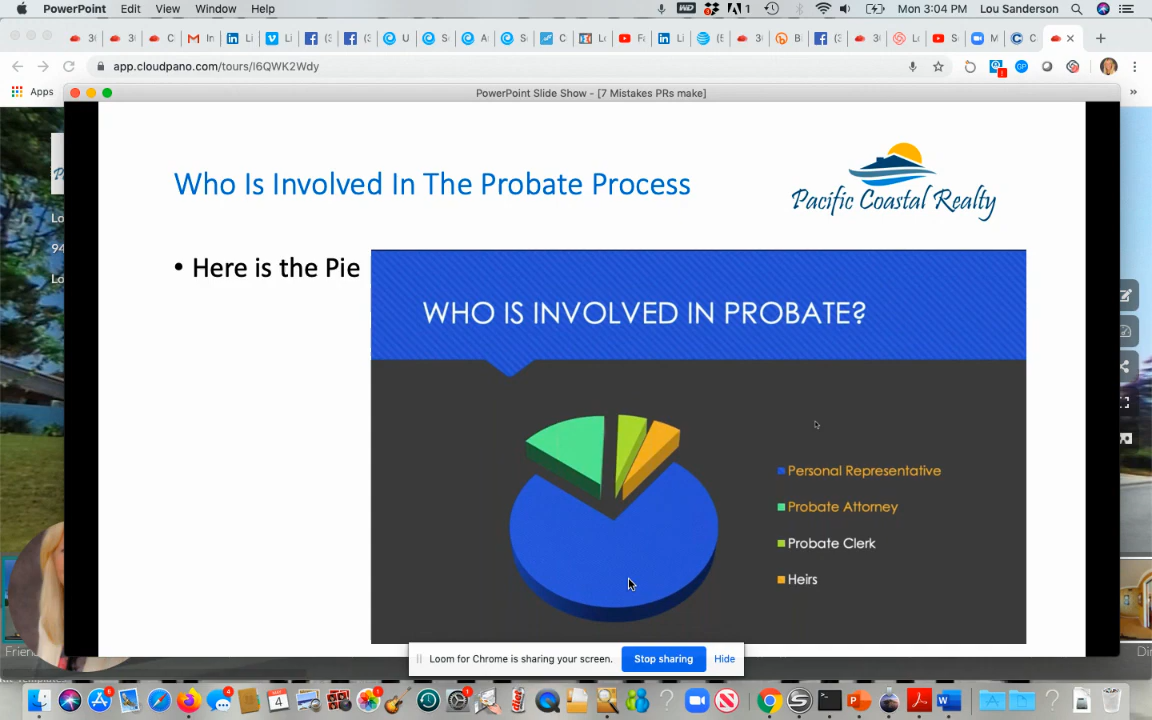 PowerPoint Edit View Window Help
1 Mon 3:04 PM Lou Sanderson
app.cloudpano.com/tours/l6QWK2Wdy
Apps
PowerPoint Slide Show - [7 Mistakes PRs make]
Who Is Involved In The Probate Process
Pacific Coastal Realty
• Here is the Pie
WHO IS INVOLVED IN PROBATE?
Personal Representative
Probate Attorney
Probate Clerk
Heirs
Loom for Chrome is sharing your screen. Stop sharing Hide